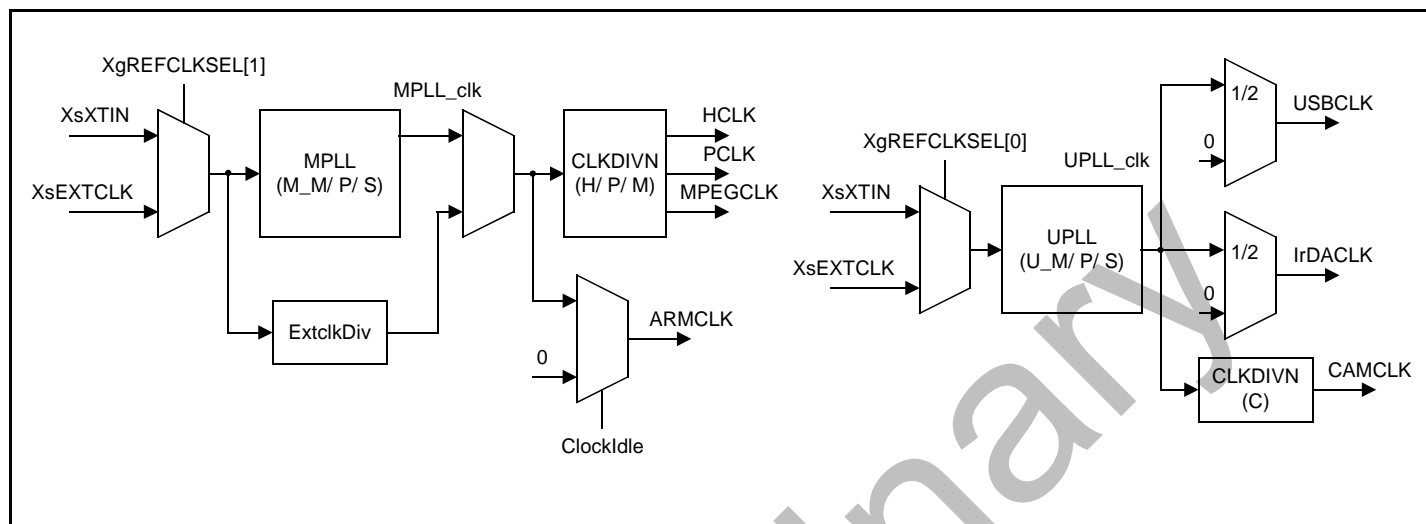 XgREFCLKSEL[1]
XsXTIN
XsEXTCLK
MPLL
(M_M/ P/ S)
ExtclkDiv
MPLL_clk
CLKDIVN
(H/ P/ M)
HCLK
PCLK
MPEGCLK
0
ARMCLK
ClockIdle
XgREFCLKSEL[0]
XsXTIN
XsEXTCLK
UPLL
(U_M/ P/ S)
UPLL_clk
1/2
0
USBCLK
1/2
0
IrDACLK
CLKDIVN
(C)
CAMCLK
inary